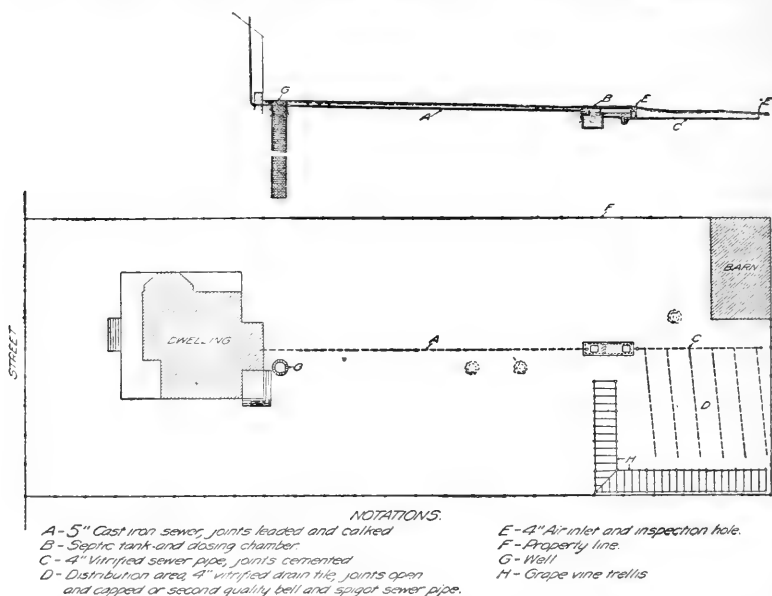 G
B
E
E
A
C
F
BARN
STREET
DWELLING
A
C
G
D
H
NOTATIONS.
A - 5" Cast iron sewer, joints leaded and calked
B - Septic tank and dosing chamber.
C - 4" Vitrified sewer pipe, joints cemented
D - Distribution area, 4" vitrified drain tile, joints open
and capped or second quality bell and spigot sewer pipe.
E - 4" Air inlet and inspection hole.
F - Property line.
G - Well
H - Grape vine trellis